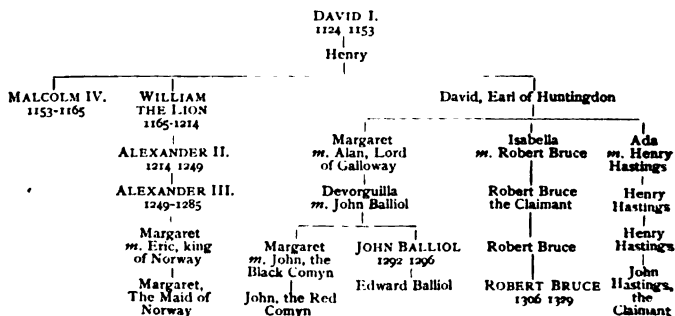 DAVID I.
1124 1153
Henry
MALCOLM IV.
1153-1165
WILLIAM
THE LION
1165-1214
David, Earl of Huntingdon
ALEXANDER II.
1214 1249
ALEXANDER III.
1249-1285
Margaret
m. Eric, king
of Norway
Margaret,
The Maid of
Norway
Margaret
m. Alan, Lord
of Galloway
Devorguilla
m. John Balliol
Margaret
m. John, the
Black Comyn
John, the Red
Comyn
JOHN BALLIOL
1292 1296
Edward Balliol
Isabella
m. Robert Bruce
Robert Bruce
the Claimant
Robert Bruce
ROBERT BRUCE
1306 1329
Ada
m. Henry
Hastings
Henry
Hastings
Henry
Hastings
John
Hastings,
the
Claimant